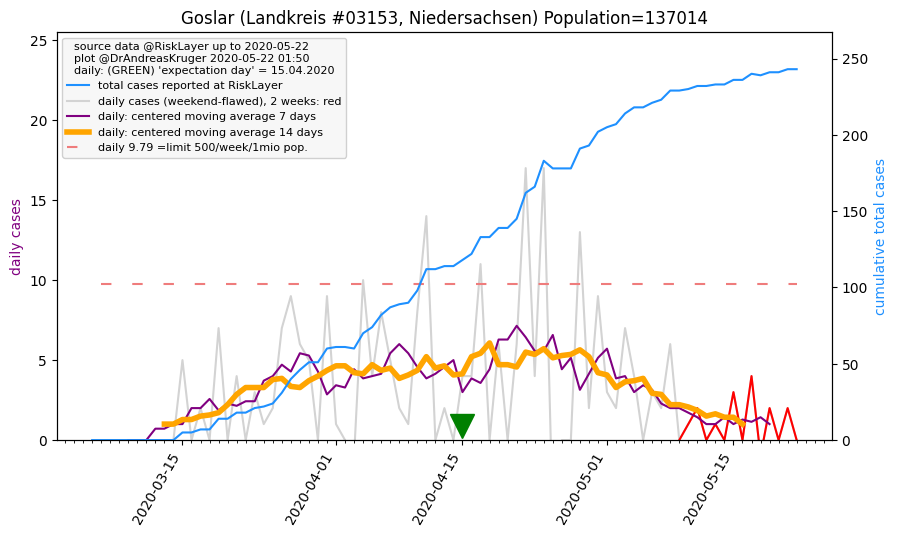 Goslar (Landkreis #03153, Niedersachsen) Population=137014
source data @RiskLayer up to 2020-05-22
plot @DrAndreasKruger 2020-05-22 01:50
daily: (GREEN) 'expectation day' = 15.04.2020
total cases reported at RiskLayer
daily cases (weekend-flawed), 2 weeks: red
daily: centered moving average 7 days
daily: centered moving average 14 days
daily 9.79 =limit 500/week/1mio pop.
daily cases
25
20
15
10
5
0
cumulative total cases
250
200
150
100
50
0
2020-03-15
2020-04-01
2020-04-15
2020-05-01
2020-05-15